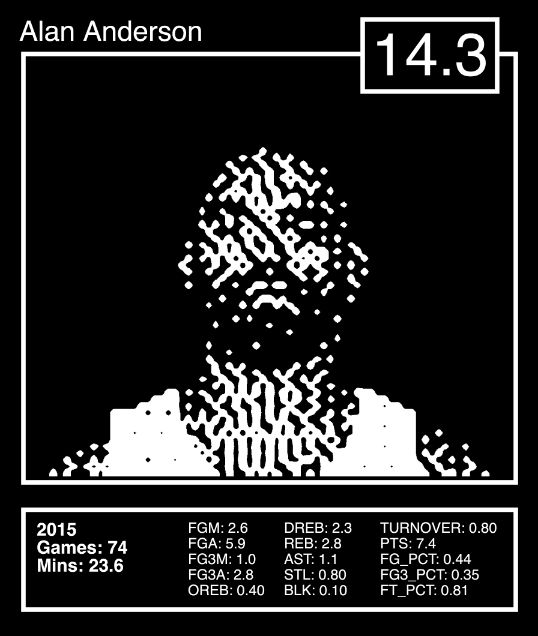 Alan Anderson
14.3
2015
Games: 74
Mins: 23.6
FGM: 2.6
FGA: 5.9
FG3M: 1.0
FG3A: 2.8
OREB: 0.40
DREB: 2.3
REB: 2.8
AST: 1.1
STL: 0.80
BLK: 0.10
TURNOVER: 0.80
PTS: 7.4
FG_PCT: 0.44
FG3_PCT: 0.35
FT_PCT: 0.81